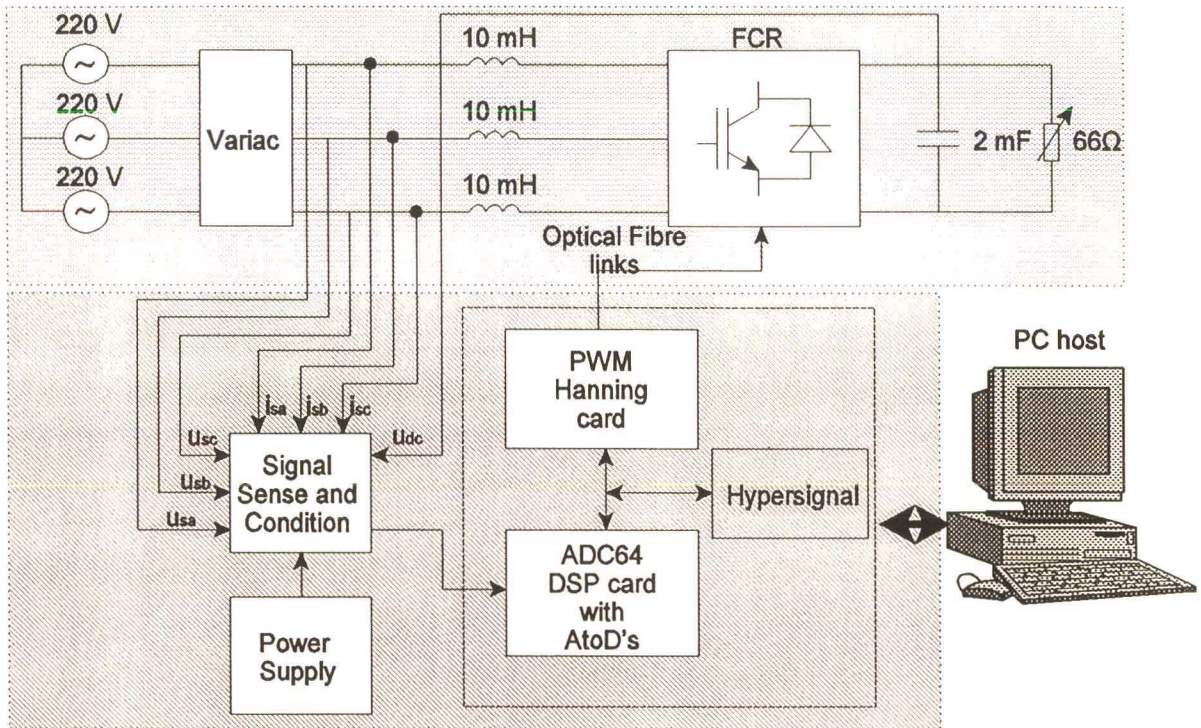 220 V
10 mH
FCR
220 V
10 mH
Variac
2 mF
66Ω
220 V
10 mH
Optical Fibre
links
PC host
PWM
Hanning
card
isa
isb
isc
usc
udc
Signal
Sense and
Condition
usb
usa
Hypersignal
ADC64
DSP card
with
AtoD's
Power
Supply